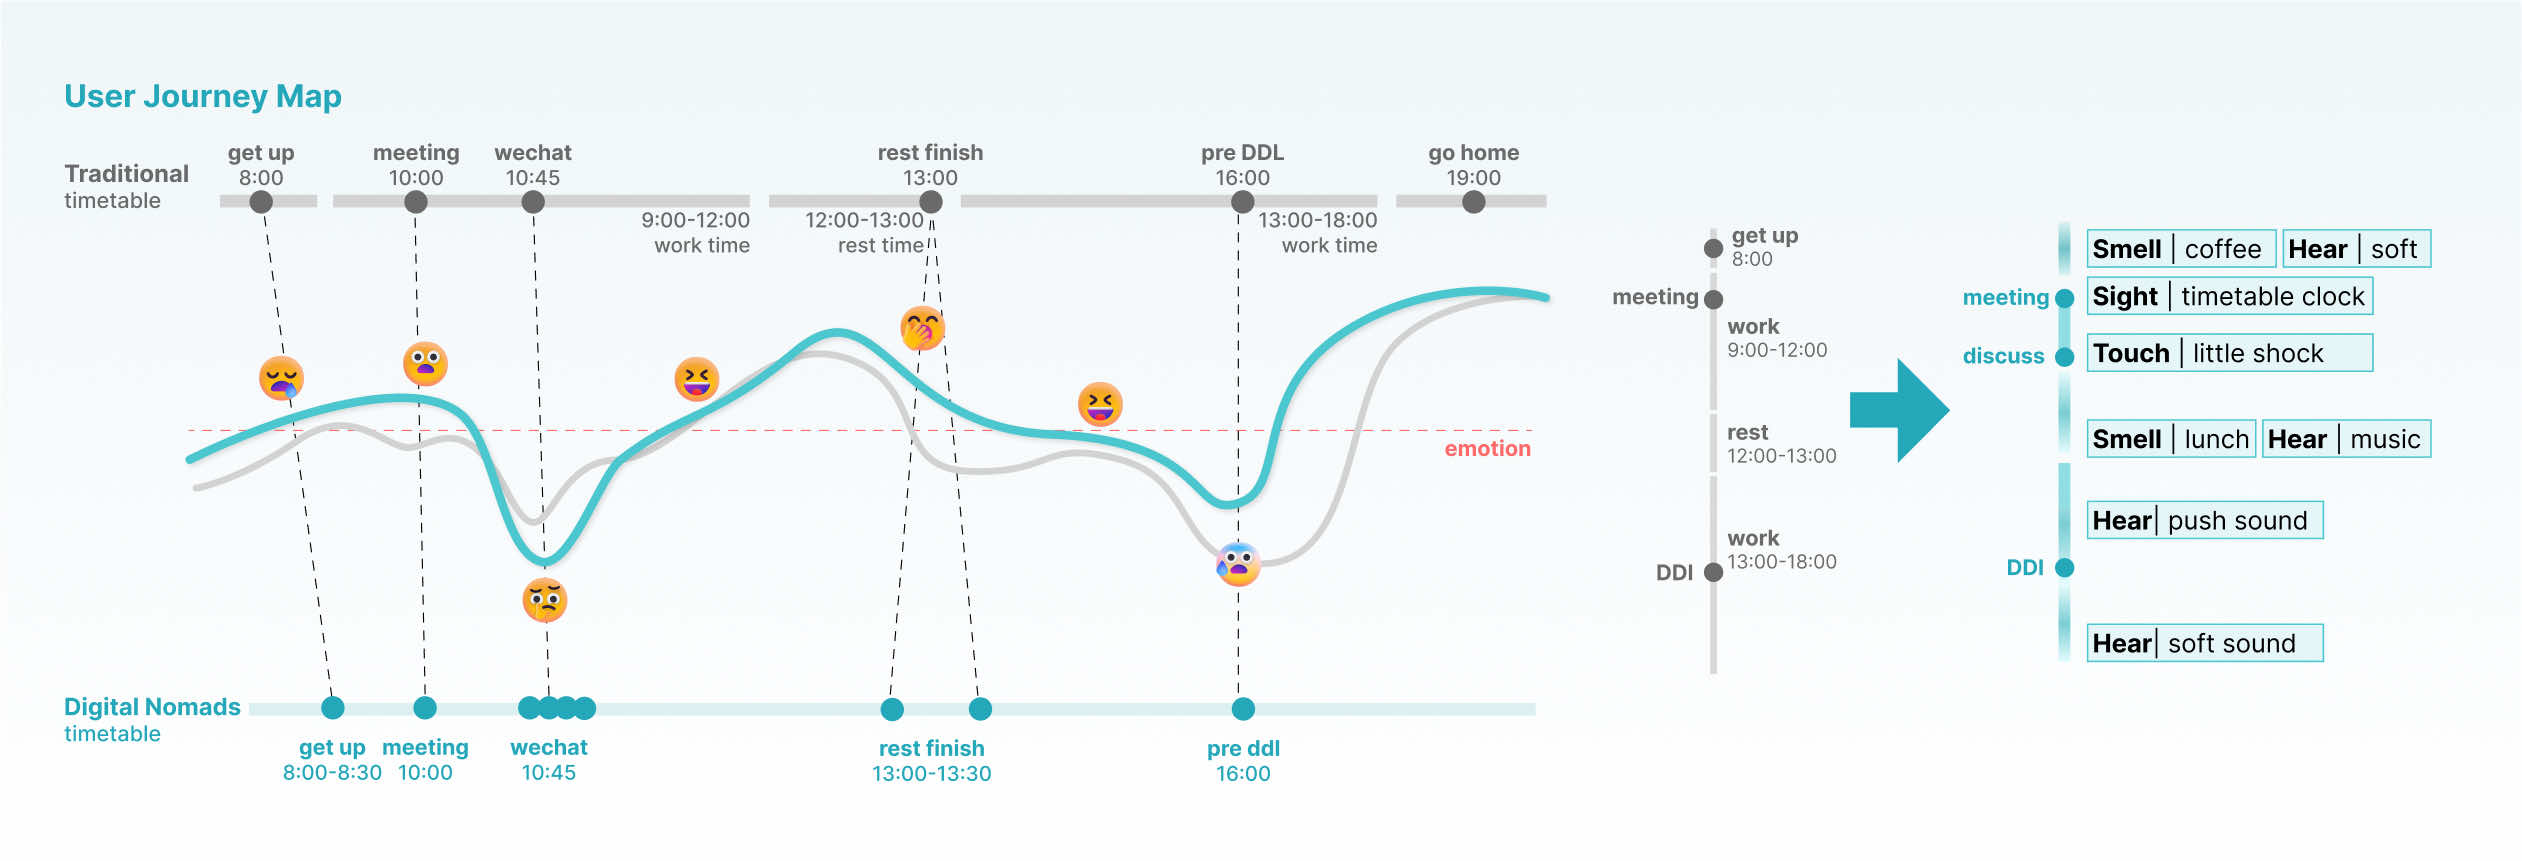 User Journey Map
Traditional
timetable
get up
8:00
meeting
10:00
wechat
10:45
9:00-12:00
work time
12:00-13:00
rest time
rest finish
13:00
pre DDL
16:00
13:00-18:00
work time
go home
19:00
emotion
Digital Nomads
timetable
get up
8:00-8:30
meeting
10:00
wechat
10:45
rest finish
13:00-13:30
pre ddl
16:00
get up
8:00
meeting
work
9:00-12:00
rest
12:00-13:00
work
13:00-18:00
DDI
Smell | coffee
Hear | soft
meeting
Sight | timetable clock
discuss
Touch | little shock
Smell | lunch
Hear | music
Hear| push sound
DDI
Hear| soft sound